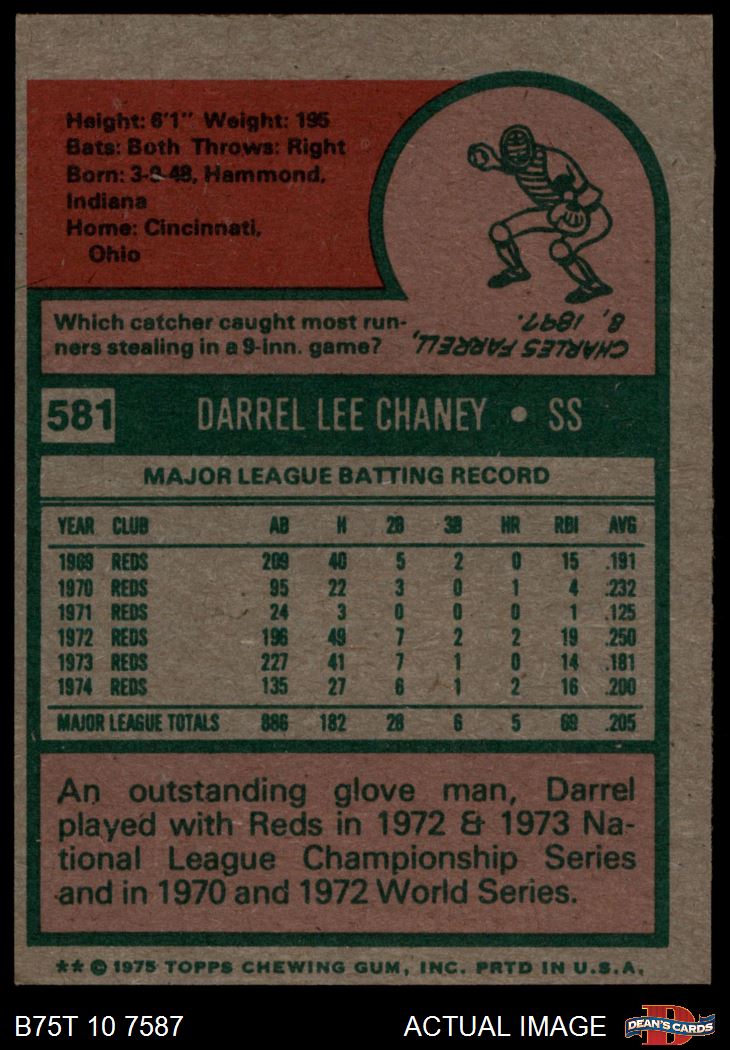 Height: 6'1" Weight: 195
Bats: Both Throws: Right
Born: 3-9-48, Hammond,
Indiana
Home: Cincinnati,
Ohio
Which catcher caught most run-
ners stealing in a 9-inn. game?
CHARLES FARRELL,
8, 1897.
581 DARREL LEE CHANEY • SS
MAJOR LEAGUE BATTING RECORD
YEAR CLUB AB H 2B 3B HR RBI AVG
1969 REDS 209 40 5 2 0 15 .191
1970 REDS 95 22 3 0 1 4 .232
1971 REDS 24 3 0 0 0 1 .125
1972 REDS 196 49 7 2 2 19 .250
1973 REDS 227 41 7 1 0 14 .181
1974 REDS 135 27 6 1 2 16 .200
MAJOR LEAGUE TOTALS 886 182 28 6 5 69 .205
An outstanding glove man, Darrel
played with Reds in 1972 & 1973 Na-
tional League Championship Series
and in 1970 and 1972 World Series.
** © 1975 TOPPS CHEWING GUM, INC. PRTD IN U.S.A.
B75T 10 7587 ACTUAL IMAGE D DEAN'S CARDS